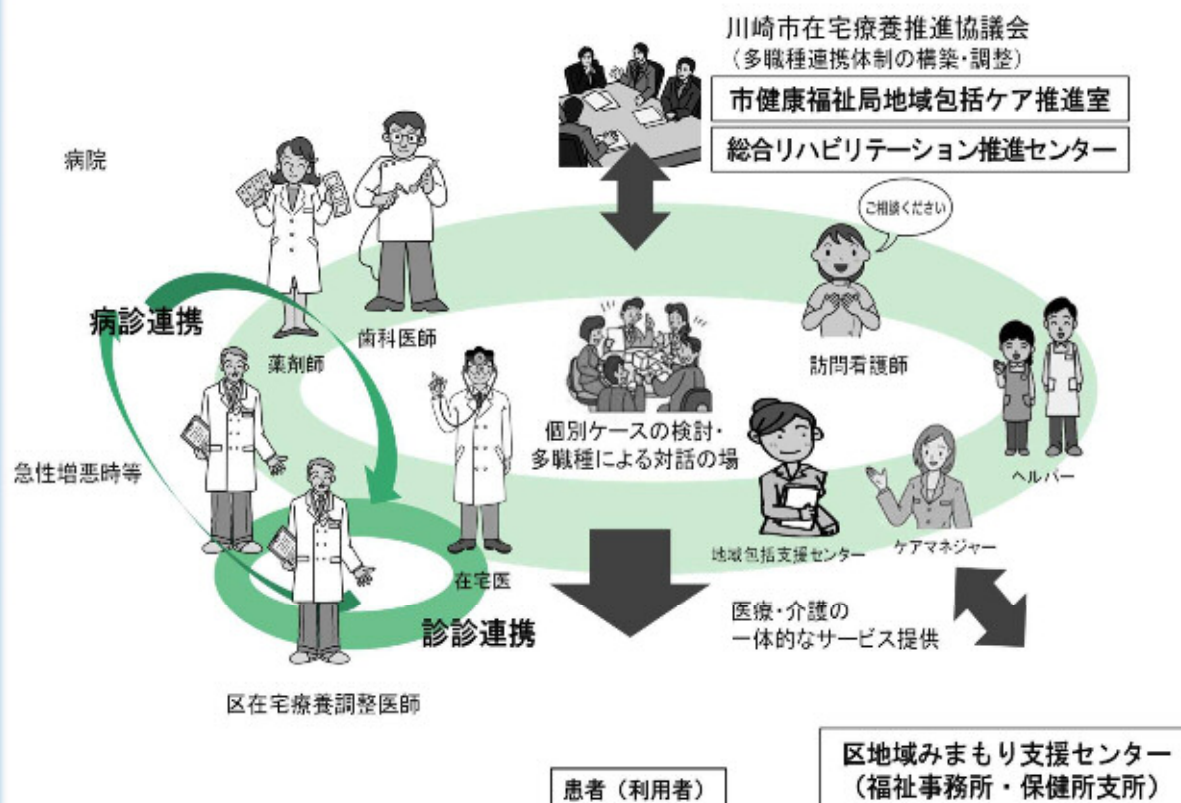 川崎市在宅療養推進協議会
（多職種連携体制の構築・調整）
市健康福祉局地域包括ケア推進室
総合リハビリテーション推進センター
病院
ご相談ください
病診連携
歯科医師
薬剤師
訪問看護師
個別ケースの検討・
多職種による対話の場
ヘルパー
急性増悪時等
地域包括支援センター
ケアマネジャー
在宅医
医療・介護の
一体的なサービス提供
診診連携
区在宅療養調整医師
区地域みまもり支援センター
（福祉事務所・保健所支所）
患者（利用者）